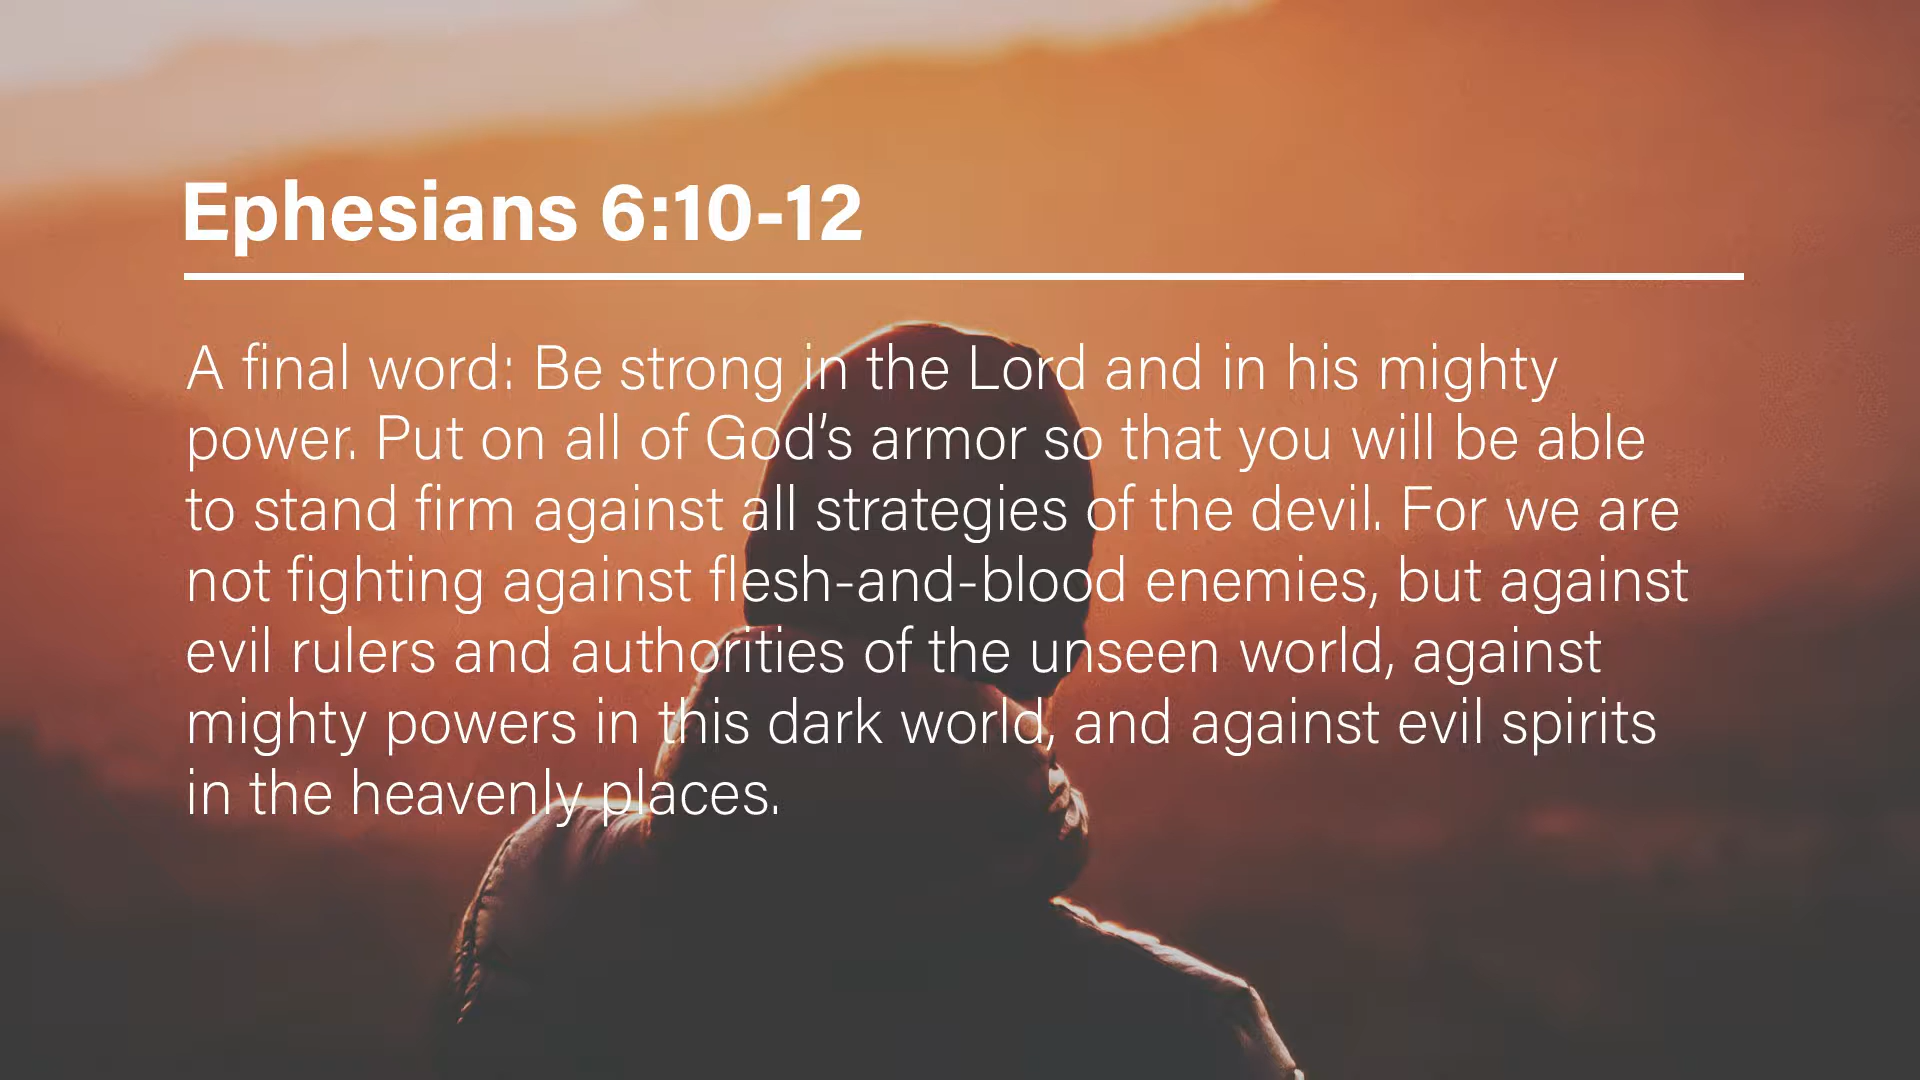 Ephesians 6:10-12
A final word: Be strong in the Lord and in his mighty
power. Put on all of God’s armor so that you will be able
to stand firm against all strategies of the devil. For we are
not fighting against flesh-and-blood enemies, but against
evil rulers and authorities of the unseen world, against
mighty powers in this dark world, and against evil spirits
in the heavenly places.